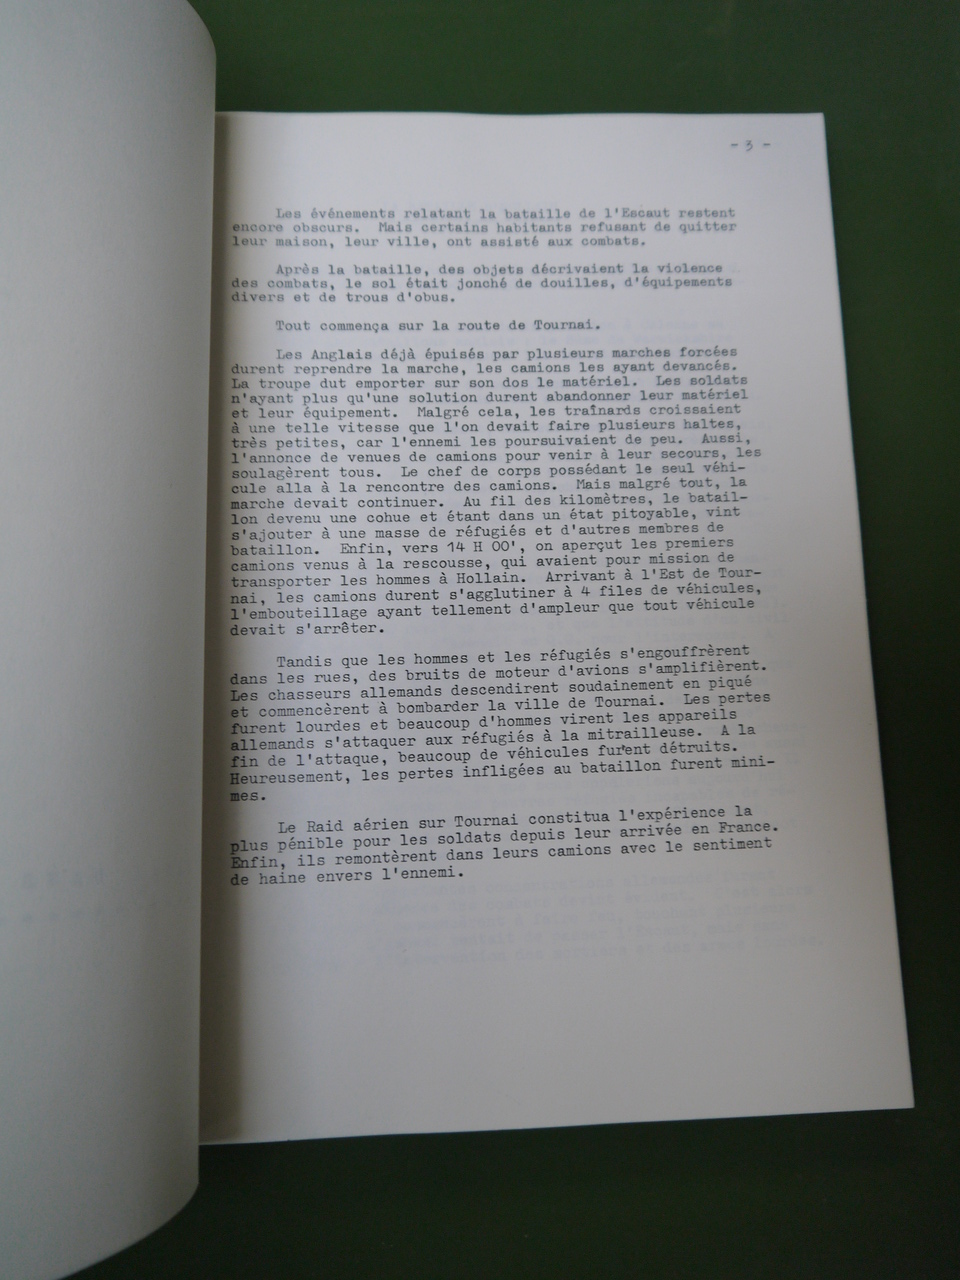 - 3 -
Les événements relatant la bataille de l'Escaut restent
encore obscurs. Mais certains habitants refusant de quitter
leur maison, leur ville, ont assisté aux combats.
Après la bataille, des objets décrivaient la violence
des combats, le sol était jonché de douilles, d'équipements
divers et de trous d'obus.
Tout commença sur la route de Tournai.
Les Anglais déjà épuisés par plusieurs marches forcées
durent reprendre la marche, les camions les ayant devancés.
La troupe dut emporter sur son dos le matériel. Les soldats
n'ayant plus qu'une solution durent abandonner leur matériel
et leur équipement. Malgré cela, les traînards croissaient
à une telle vitesse que l'on devait faire plusieurs haltes,
très petites, car l'ennemi les poursuivaient de peu. Aussi,
l'annonce de venues de camions pour venir à leur secours, les
soulagèrent tous. Le chef de corps possédant le seul véhi-
cule alla à la rencontre des camions. Mais malgré tout, la
marche devait continuer. Au fil des kilomètres, le batail-
lon devenu une cohue et étant dans un état pitoyable, vint
s'ajouter à une masse de réfugiés et d'autres membres de
bataillon. Enfin, vers 14 H 00', on aperçut les premiers
camions venus à la rescousse, qui avaient pour mission de
transporter les hommes à Hollain. Arrivant à l'Est de Tour-
nai, les camions durent s'agglutiner à 4 files de véhicules,
l'embouteillage ayant tellement d'ampleur que tout véhicule
devait s'arrêter.
Tandis que les hommes et les réfugiés s'engouffrèrent
dans les rues, des bruits de moteur d'avions s'amplifièrent.
Les chasseurs allemands descendirent soudainement en piqué
et commencèrent à bombarder la ville de Tournai. Les pertes
furent lourdes et beaucoup d'hommes virent les appareils
allemands s'attaquer aux réfugiés à la mitrailleuse. A la
fin de l'attaque, beaucoup de véhicules furent détruits.
Heureusement, les pertes infligées au bataillon furent mini-
mes.
Le Raid aérien sur Tournai constitua l'expérience la
plus pénible pour les soldats depuis leur arrivée en France.
Enfin, ils remontèrent dans leurs camions avec le sentiment
de haine envers l'ennemi.